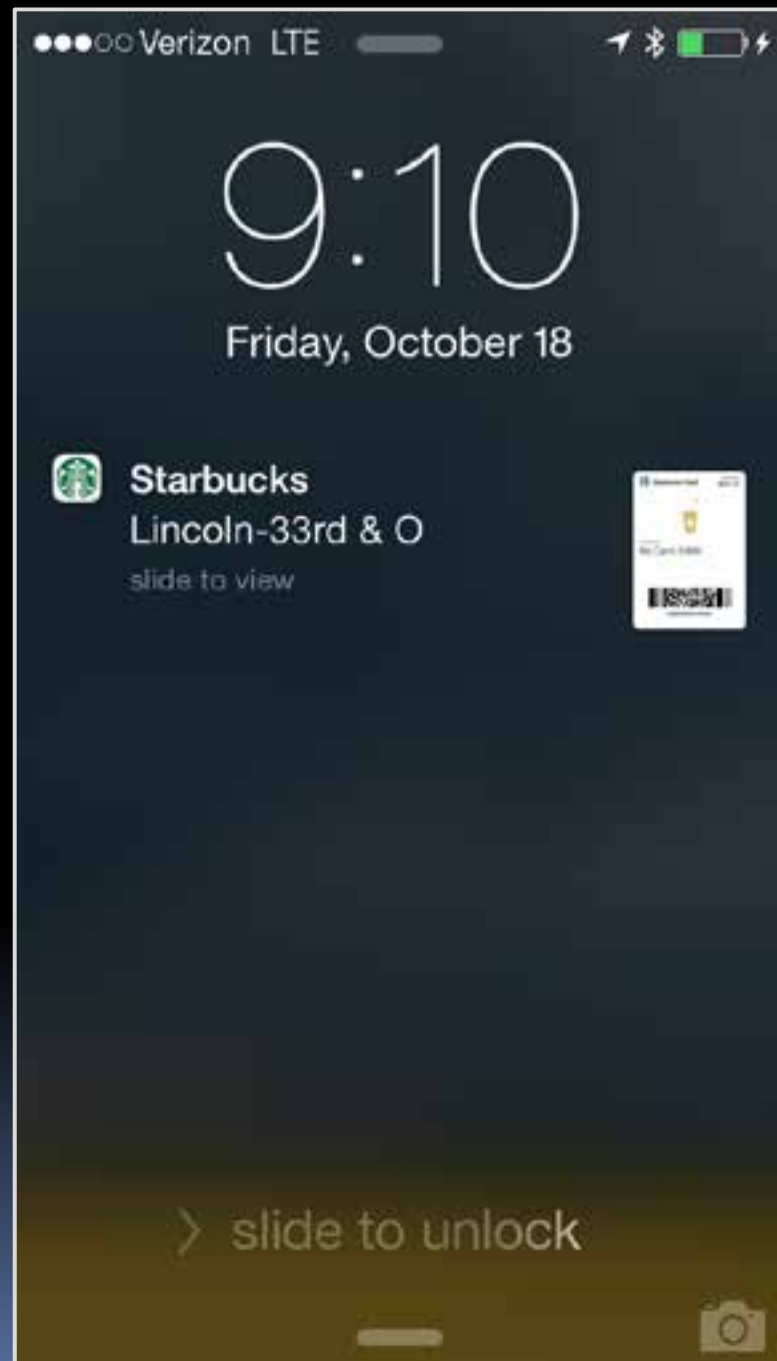 Verizon LTE
9:10
Friday, October 18
Starbucks
Lincoln-33rd & O
slide to view
> slide to unlock